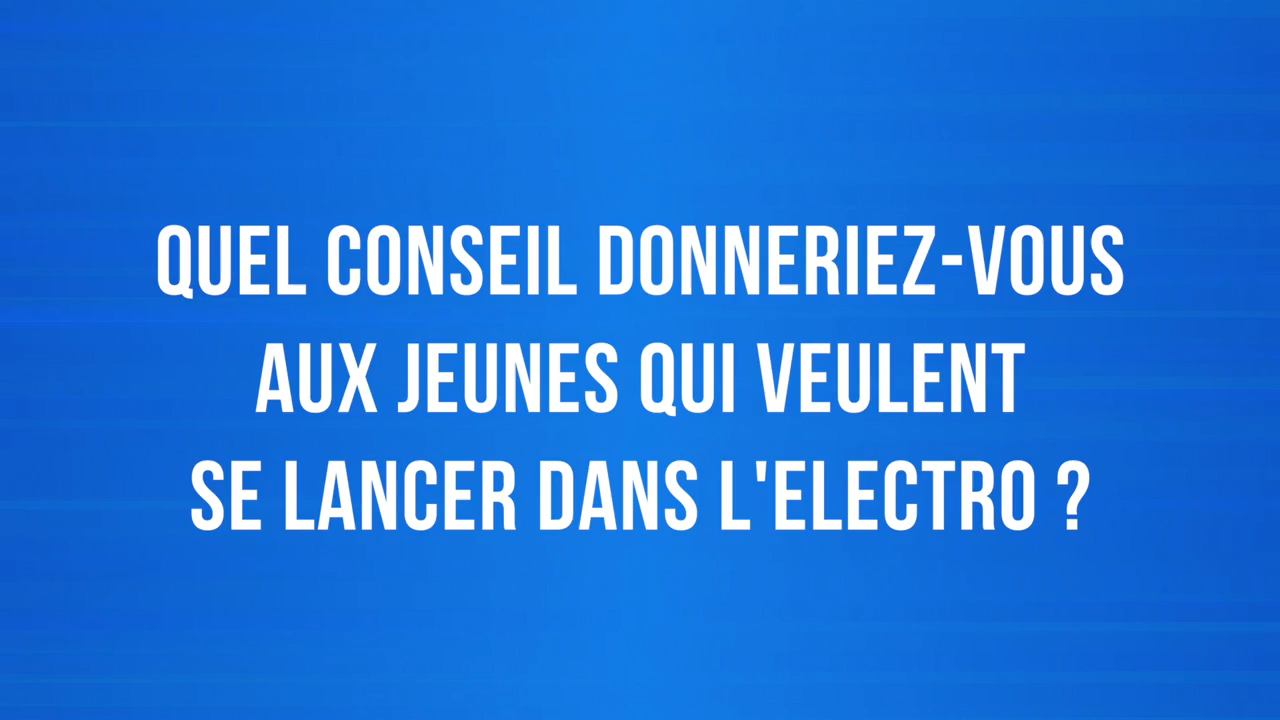 QUEL CONSEIL DONNERIEZ-VOUS
AUX JEUNES QUI VEULENT
SE LANCER DANS L'ELECTRO ?